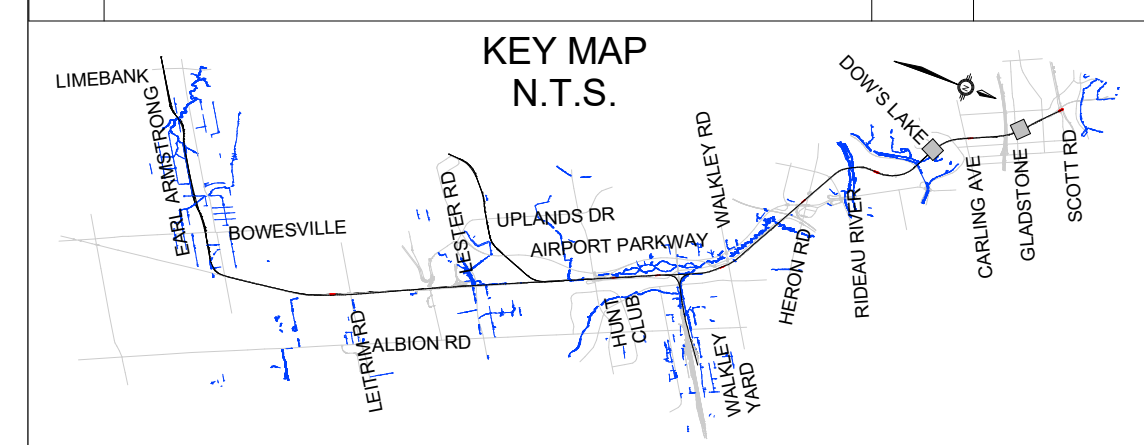 KEY MAP
N.T.S.
LIMEBANK
EARL ARMSTRONG
BOWESVILLE
LEITRIM RD
ALBION RD
LESTER RD
UPLANDS DR
AIRPORT PARKWAY
HUNT
CLUB
WALKLEY RD
WALKLEY
YARD
HERON RD
RIDEAU RIVER
DOW'S LAKE
N
CARLING AVE
GLADSTONE
SCOTT RD